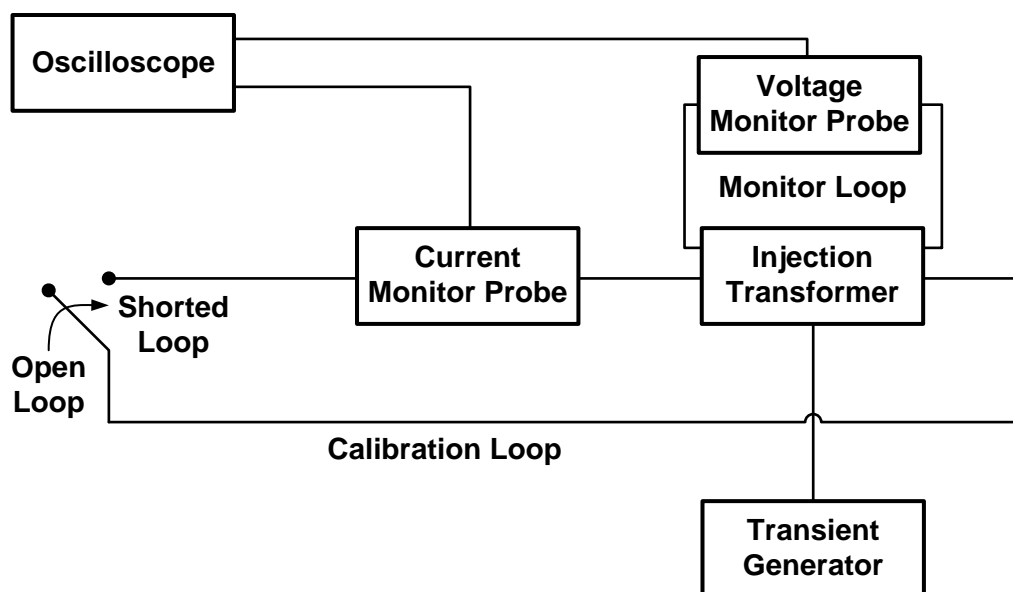 Oscilloscope
Voltage
Monitor Probe
Monitor Loop
Current
Monitor Probe
Injection
Transformer
Shorted
Loop
Open
Loop
Calibration Loop
Transient
Generator